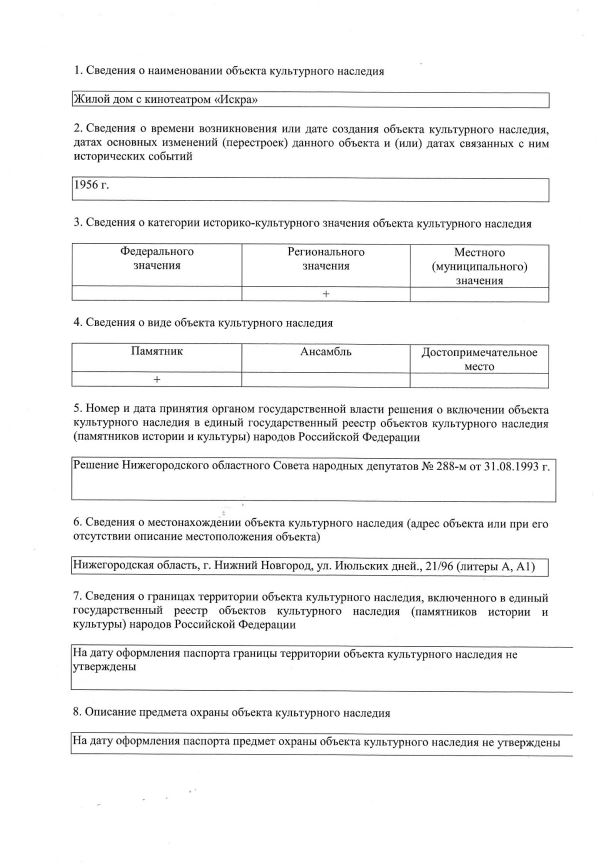 1. Сведения о наименовании объекта культурного наследия
Жилой дом с кинотеатром «Искра»
2. Сведения о времени возникновения или дате создания объекта культурного наследия,
датах основных изменений (перестроек) данного объекта и (или) датах связанных с ним
исторических событий
1956 г.
3. Сведения о категории историко-культурного значения объекта культурного наследия
Федерального значения
Регионального значения
Местного (муниципального) значения
+
4. Сведения о виде объекта культурного наследия
Памятник
Ансамбль
Достопримечательное место
+
5. Номер и дата принятия органом государственной власти решения о включении объекта
культурного наследия в единый государственный реестр объектов культурного наследия
(памятников истории и культуры) народов Российской Федерации
Решение Нижегородского областного Совета народных депутатов № 288-м от 31.08.1993 г.
6. Сведения о местонахождении объекта культурного наследия (адрес объекта или при его
отсутствии описание местоположения объекта)
Нижегородская область, г. Нижний Новгород, ул. Июльских дней., 21/96 (литеры А, А1)
7. Сведения о границах территории объекта культурного наследия, включенного в единый
государственный реестр объектов культурного наследия (памятников истории и
культуры) народов Российской Федерации
На дату оформления паспорта границы территории объекта культурного наследия не
утверждены
8. Описание предмета охраны объекта культурного наследия
На дату оформления паспорта предмет охраны объекта культурного наследия не утверждены